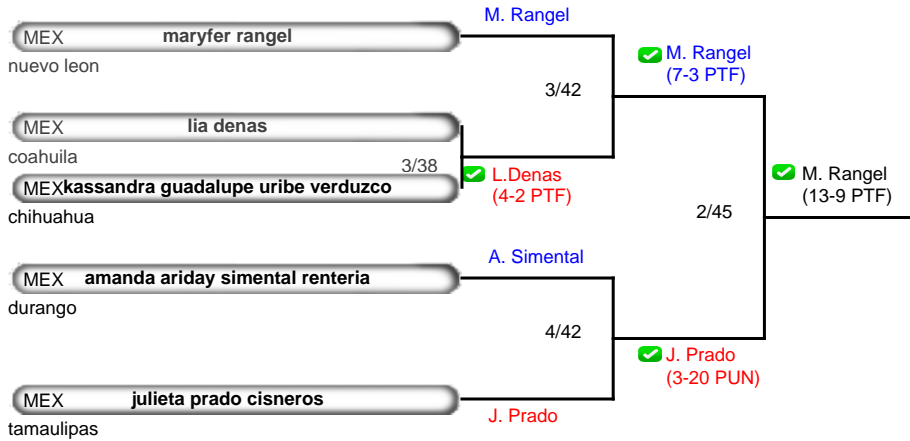 M. Rangel
MEX maryfer rangel
nuevo leon
M. Rangel
(7-3 PTF)
3/42
MEX lia denas
coahuila
3/38
L.Denas
(4-2 PTF)
MEX kassandra guadalupe uribe verduzco
chihuahua
M. Rangel
(13-9 PTF)
2/45
A. Simental
MEX amanda ariday simental renteria
durango
4/42
J. Prado
(3-20 PUN)
MEX julieta prado cisneros
tamaulipas
J. Prado